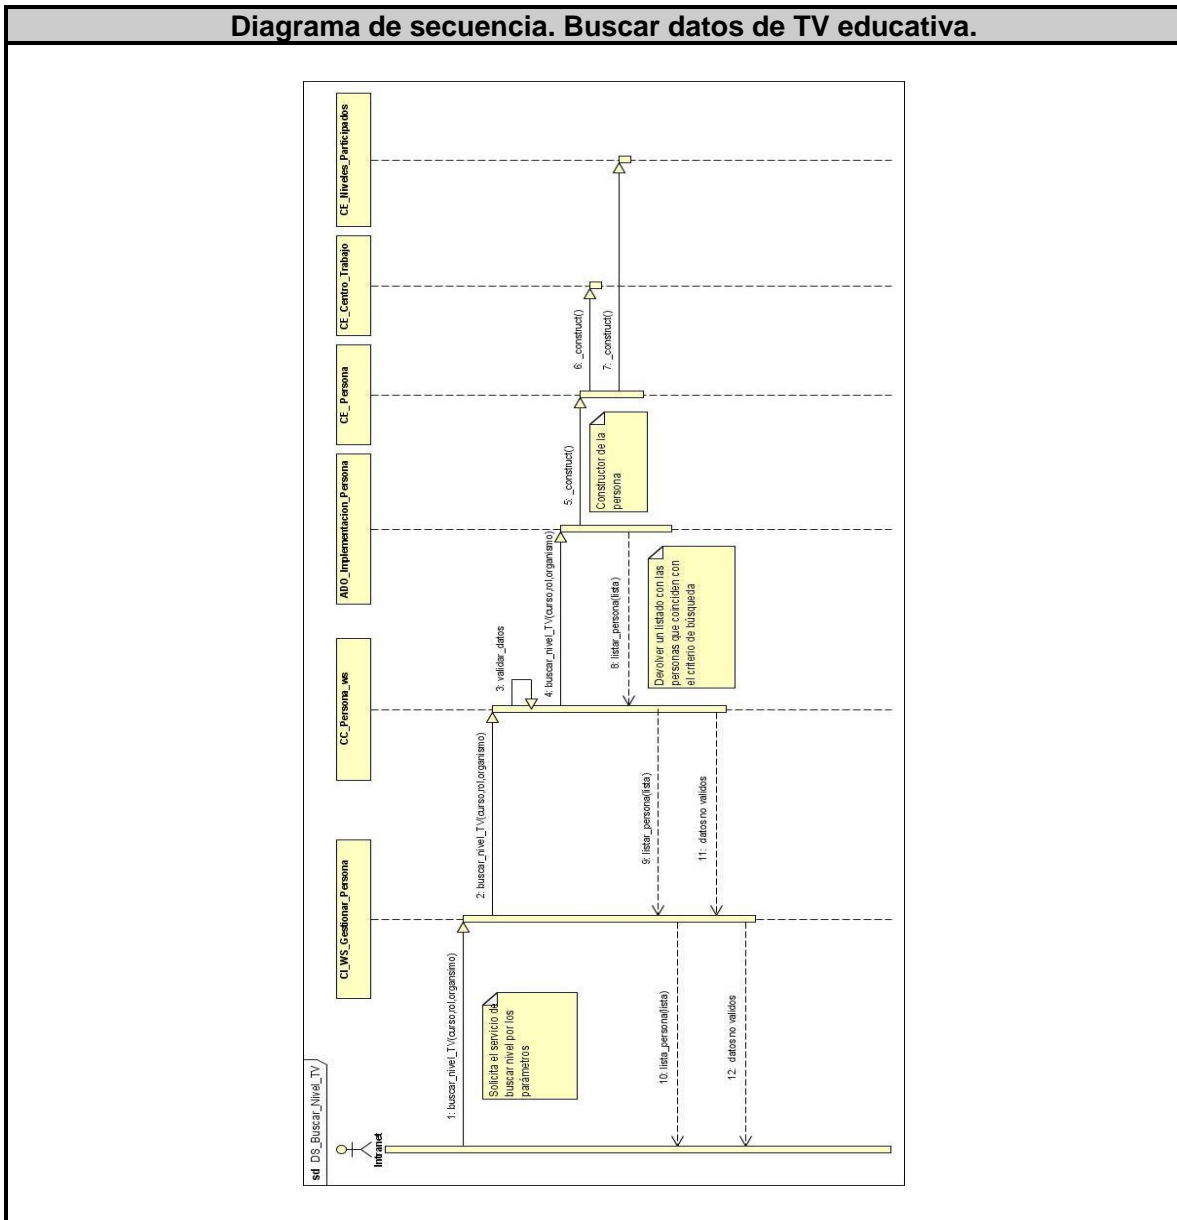 Diagrama de secuencia. Buscar datos de TV educativa.
sd DS_Buscar_Nivel_TV
Intranet
CI_WS_Gestionar_Persona
CC_Persona_ws
ADO_Implementacion_Persona
CE_Persona
CE_Centro_Trabajo
CE_Niveles_Participados
1: buscar_nivel_TV(curso,rol,organsimo)
Solicita el servicio de
buscar nivel por los
parámetros
2: buscar_nivel_TV(curso,rol,organismo)
3: validar_datos
4: buscar_nivel_TV(curso,rol,organismo)
5: _construct()
Constructor de la
persona
6: _construct()
7: _construct()
8: listar_persona(lista)
Devolver un listado con las
personas que coinciden con
el criterio de búsqueda
9: listar_persona(lista)
10: lista_persona(lista)
11: datos no validos
12: datos no validos